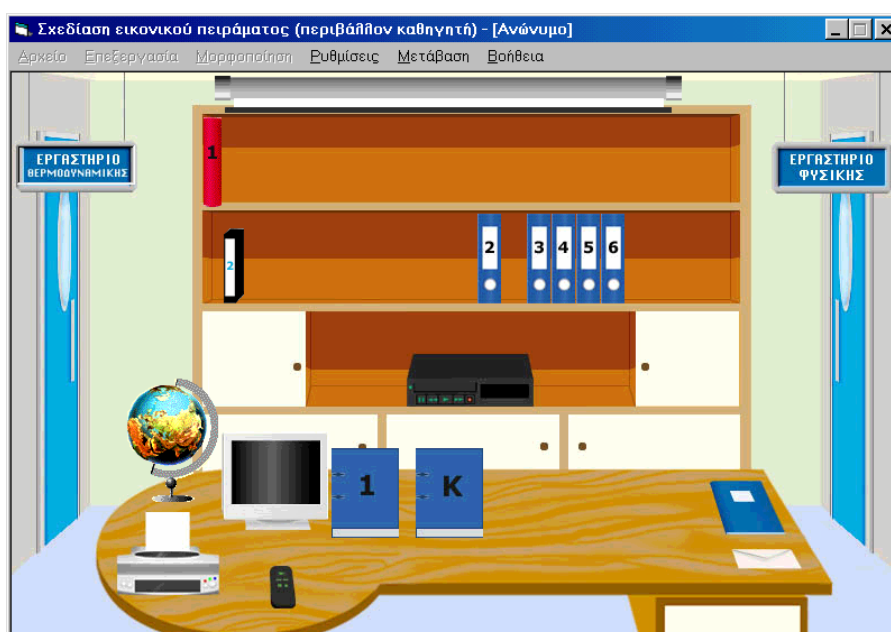 Σχεδίαση εικονικού πειράματος (περιβάλλον καθηγητή) - [Ανώνυμο]
Αρχείο Επεξεργασία Μορφοποίηση Ρυθμίσεις Μετάβαση Βοήθεια
1
ΕΡΓΑΣΤΗΡΙΟ
ΘΕΡΜΟΔΥΝΑΜΙΚΗΣ
ΕΡΓΑΣΤΗΡΙΟ
ΦΥΣΙΚΗΣ
2
2 3 4 5 6
1 K